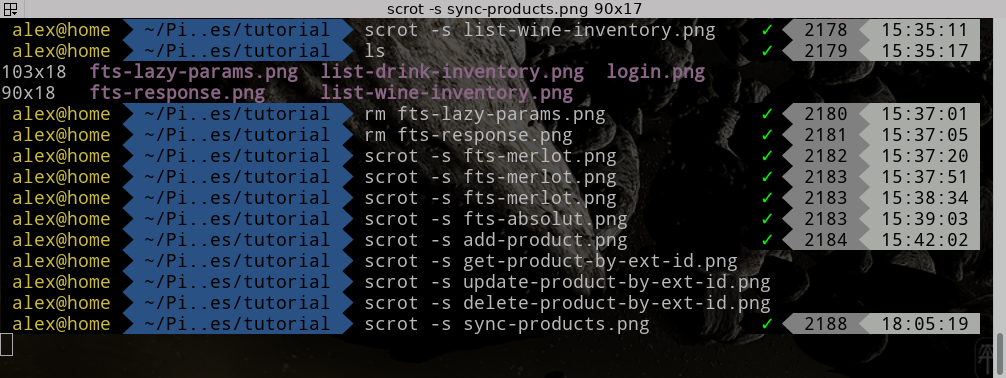 scrot -s sync-products.png 90x17
alex@home ~/Pi..es/tutorial scrot -s list-wine-inventory.png ✓ 2178 15:35:11
alex@home ~/Pi..es/tutorial ls ✓ 2179 15:35:17
103x18 fts-lazy-params.png list-drink-inventory.png login.png
90x18 fts-response.png list-wine-inventory.png
alex@home ~/Pi..es/tutorial rm fts-lazy-params.png ✓ 2180 15:37:01
alex@home ~/Pi..es/tutorial rm fts-response.png ✓ 2181 15:37:05
alex@home ~/Pi..es/tutorial scrot -s fts-merlot.png ✓ 2182 15:37:20
alex@home ~/Pi..es/tutorial scrot -s fts-merlot.png ✓ 2183 15:37:51
alex@home ~/Pi..es/tutorial scrot -s fts-merlot.png ✓ 2183 15:38:34
alex@home ~/Pi..es/tutorial scrot -s fts-absolut.png ✓ 2183 15:39:03
alex@home ~/Pi..es/tutorial scrot -s add-product.png ✓ 2184 15:42:02
alex@home ~/Pi..es/tutorial scrot -s get-product-by-ext-id.png
alex@home ~/Pi..es/tutorial scrot -s update-product-by-ext-id.png
alex@home ~/Pi..es/tutorial scrot -s delete-product-by-ext-id.png
alex@home ~/Pi..es/tutorial scrot -s sync-products.png ✓ 2188 18:05:19